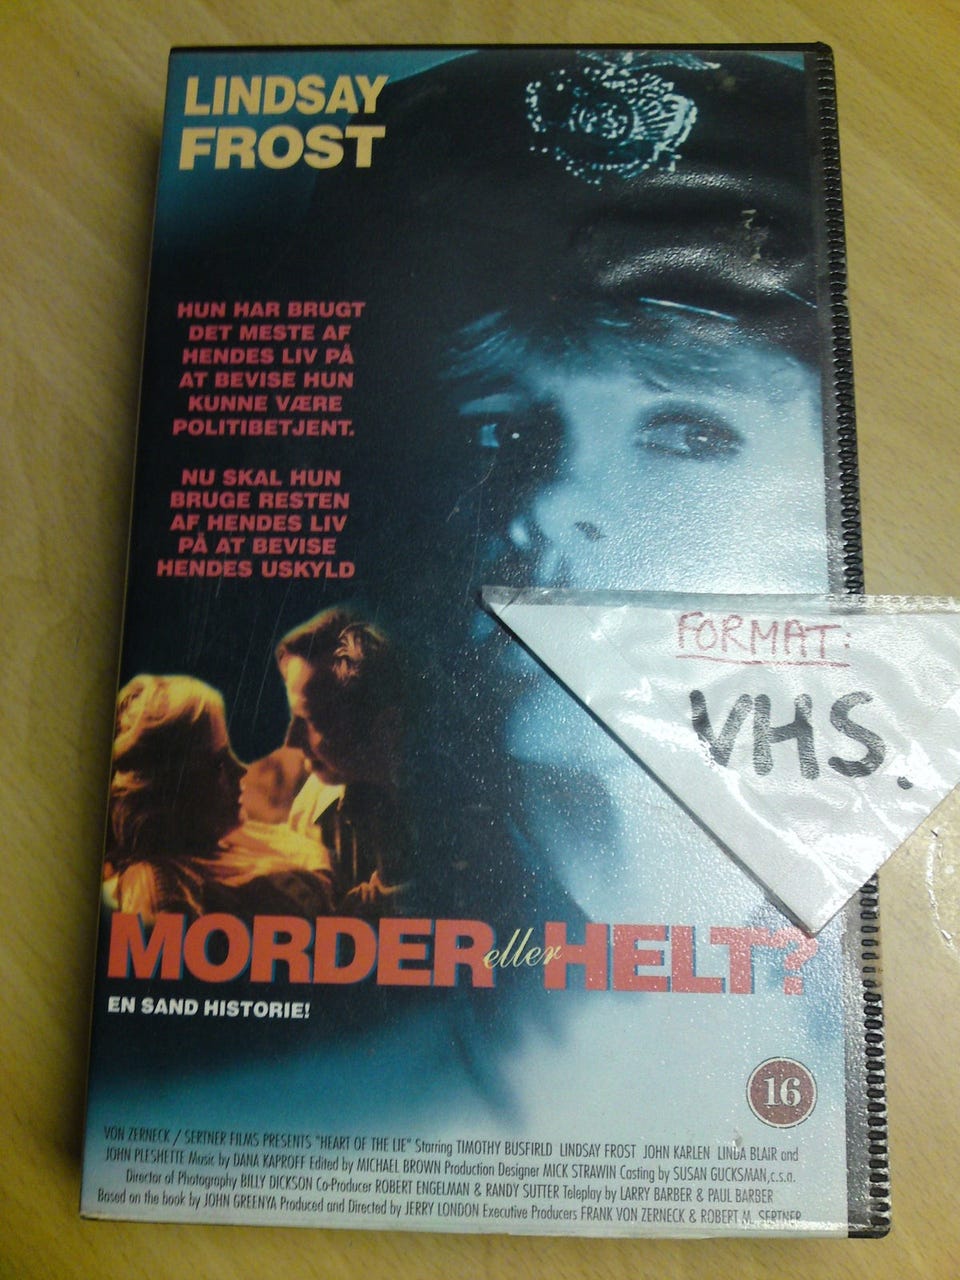 LINDSAY
FROST
HUN HAR BRUGT
DET MESTE AF
HENDES LIV PÅ
AT BEVISE HUN
KUNNE VÆRE
POLITIBETJENT.
NU SKAL HUN
BRUGE RESTEN
AF HENDES LIV
PÅ AT BEVISE
HENDES USKYLD
FORMAT:
VHS.
MORDER eller HELT?
EN SAND HISTORIE!
16
VON ZERNECK / SERTNER FILMS PRESENTS "HEART OF THE LIE" Starring TIMOTHY BUSFIRLD LINDSAY FROST JOHN KARLEN LINDA BLAIR and
JOHN PLESHETTE Music by DANA KAPROFF Edited by MICHAEL BROWN Production Designer MICK STRAWIN Casting by SUSAN GUCKSMAN,c.s.a.
Director of Photography BILLY DICKSON Co-Producer ROBERT ENGELMAN & RANDY SUTTER Teleplay by LARRY BARBER & PAUL BARBER
Based on the book by JOHN GREENYA Produced and Directed by JERRY LONDON Executive Producers FRANK VON ZERNECK & ROBERT M. SERTNER